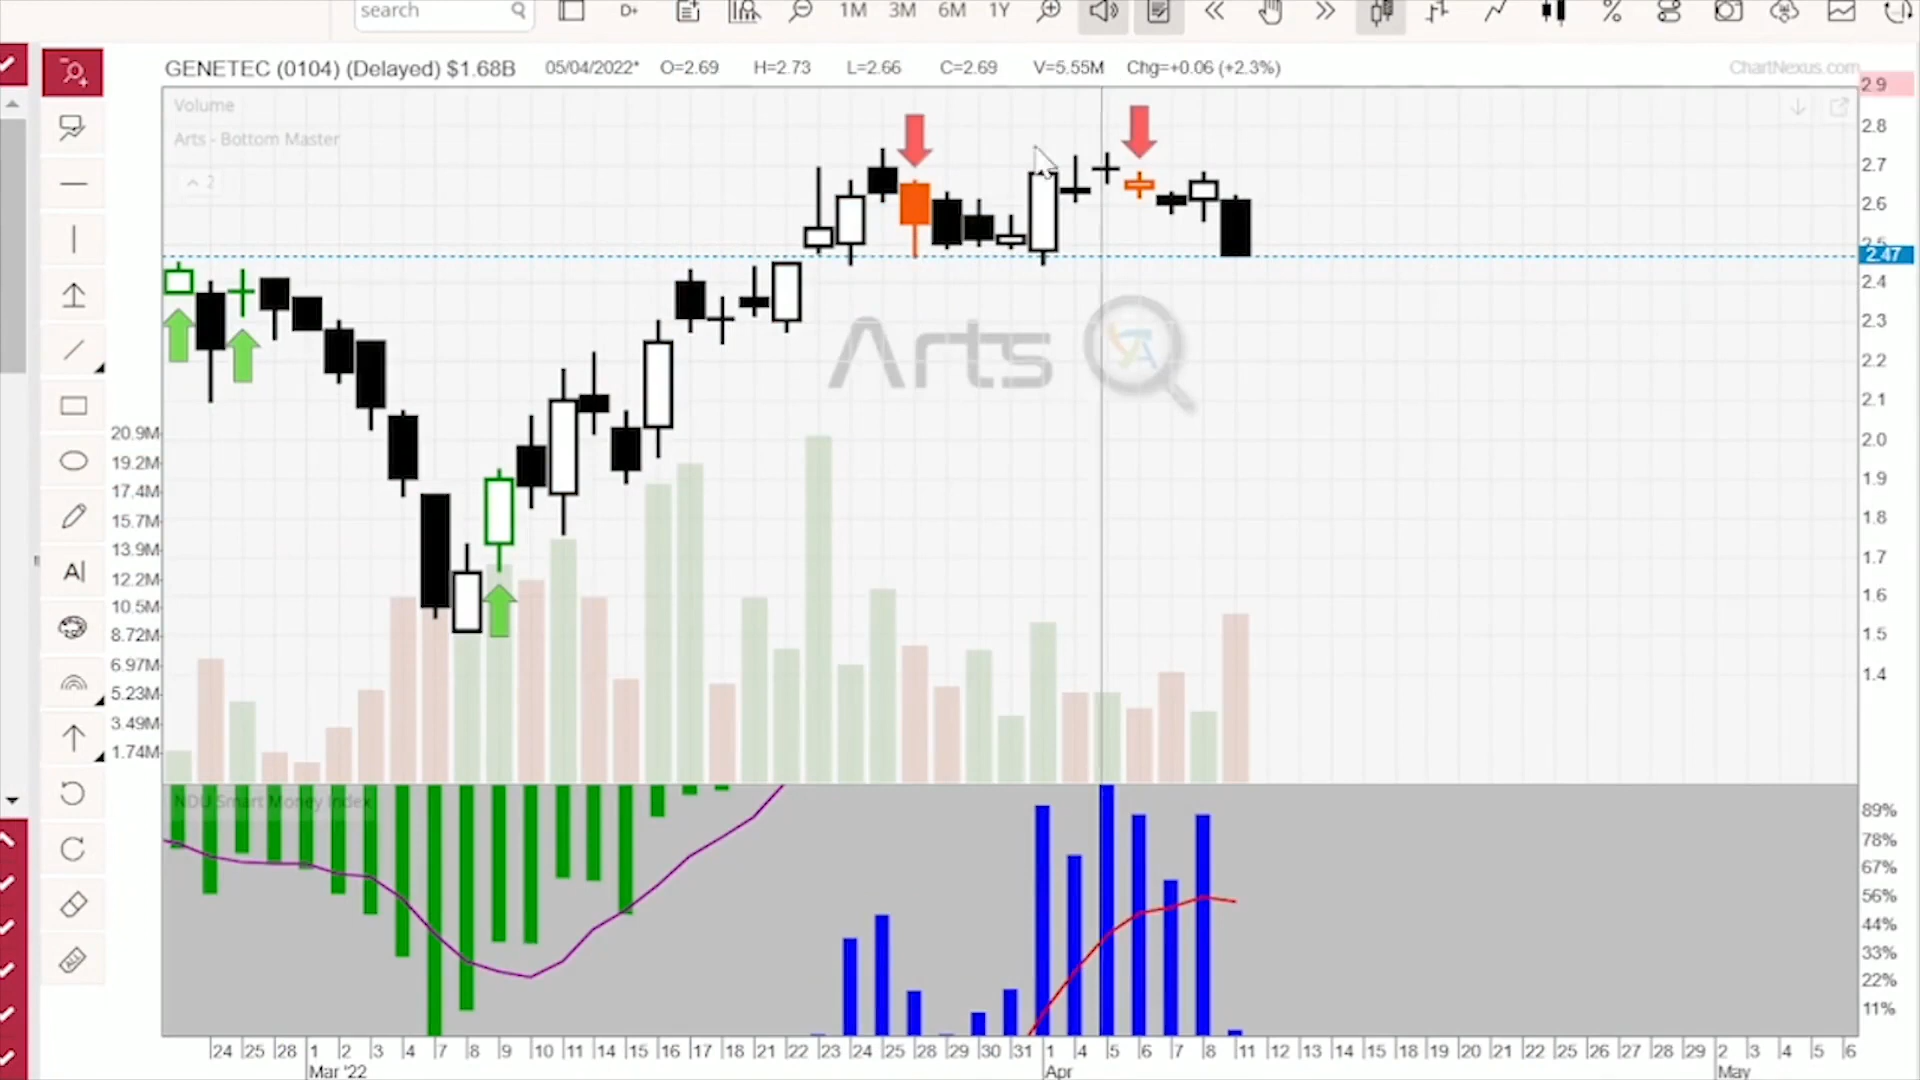 search
D+
1M 3M 6M 1Y
GENETEC (0104) (Delayed) $1.68B 05/04/2022* O=2.69 H=2.73 L=2.66 C=2.69 V=5.55M Chg=+0.06 (+2.3%)
ChartNexus.com
Volume
Arts - Bottom Master
2
2.9
2.8
2.7
2.6
2.5
2.47
2.4
2.3
2.2
2.1
2.0
1.9
1.8
1.7
1.6
1.5
1.4
Arts
20.9M
19.2M
17.4M
15.7M
13.9M
12.2M
10.5M
8.72M
6.97M
5.23M
3.49M
1.74M
A|
ALL
NDU Smart Money Index
89%
78%
67%
56%
44%
33%
22%
11%
24 25 28 1 2 3 4 7 8 9 10 11 14 15 16 17 18 21 22 23 24 25 28 29 30 31 1 4 5 6 7 8 11 12 13 14 15 18 19 20 21 22 25 26 27 28 29 2 3 4 5 6
Mar '22 Apr May